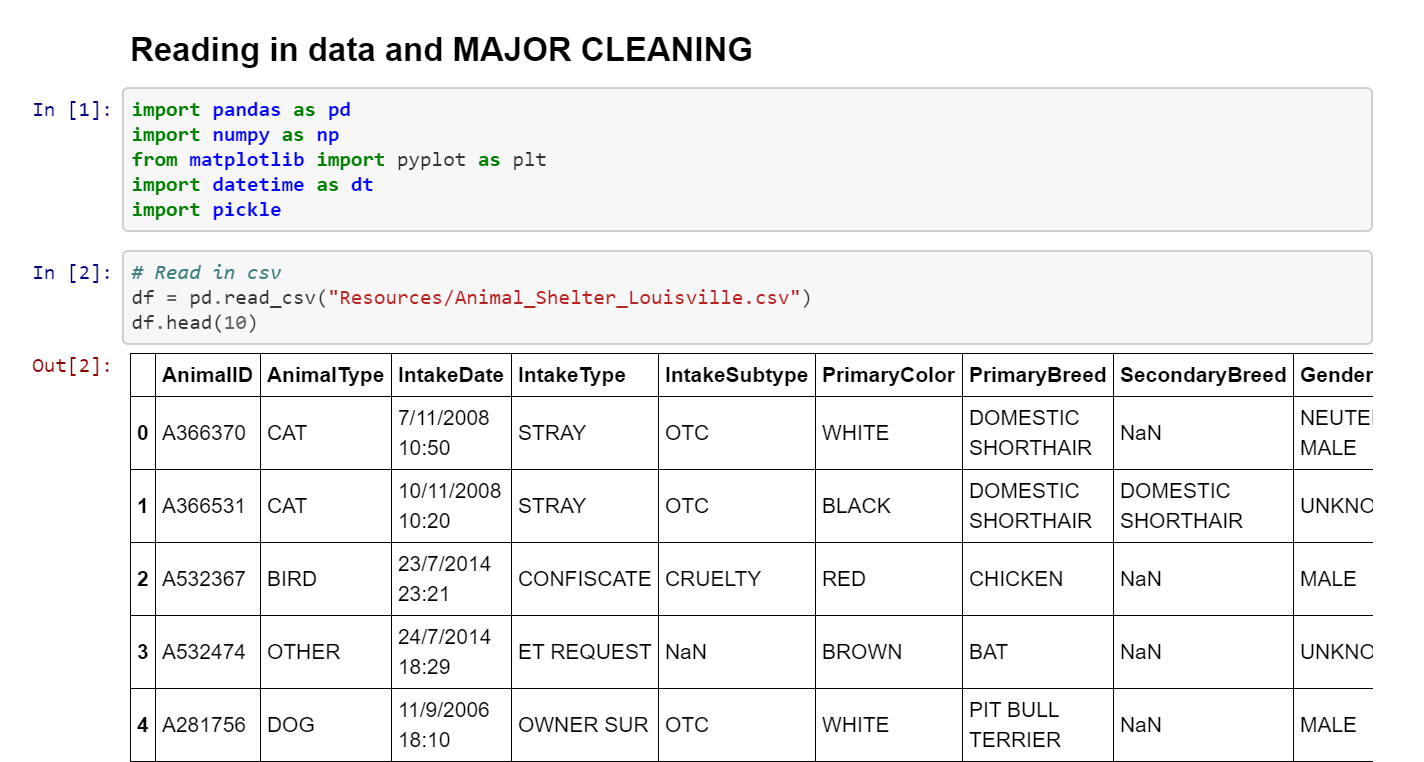 Reading in data and MAJOR CLEANING
In [1]:
import pandas as pd
import numpy as np
from matplotlib import pyplot as plt
import datetime as dt
import pickle
In [2]:
# Read in csv
df = pd.read_csv("Resources/Animal_Shelter_Louisville.csv")
df.head(10)
Out[2]:
AnimalID AnimalType IntakeDate IntakeType IntakeSubtype PrimaryColor PrimaryBreed SecondaryBreed Gender
0 A366370 CAT 7/11/2008 10:50 STRAY OTC WHITE DOMESTIC SHORTHAIR NaN NEUTE MALE
1 A366531 CAT 10/11/2008 10:20 STRAY OTC BLACK DOMESTIC SHORTHAIR DOMESTIC SHORTHAIR UNKNO
2 A532367 BIRD 23/7/2014 23:21 CONFISCATE CRUELTY RED CHICKEN NaN MALE
3 A532474 OTHER 24/7/2014 18:29 ET REQUEST NaN BROWN BAT NaN UNKNO
4 A281756 DOG 11/9/2006 18:10 OWNER SUR OTC WHITE PIT BULL TERRIER NaN MALE